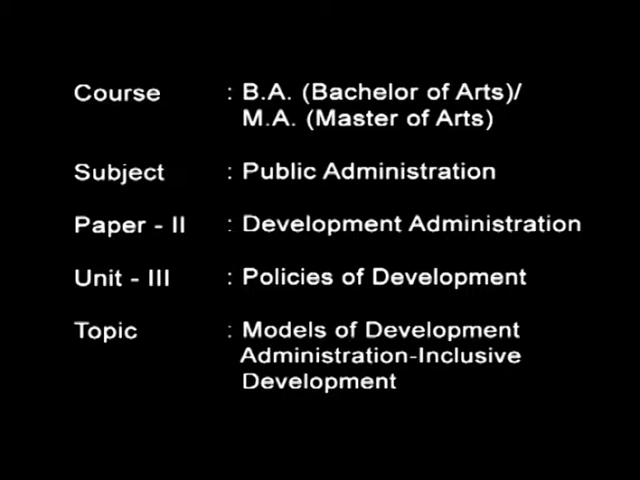 Course : B.A. (Bachelor of Arts)/
M.A. (Master of Arts)
Subject : Public Administration
Paper - II : Development Administration
Unit - III : Policies of Development
Topic : Models of Development
Administration-Inclusive
Development